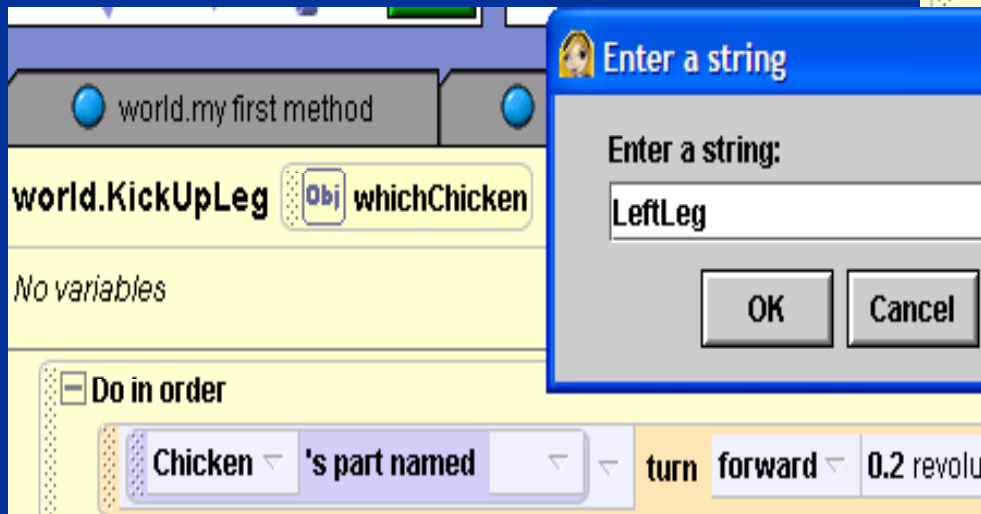 Enter a string
world.my first method
Enter a string:
world.KickUpLeg Obj whichChicken
LeftLeg
No variables
OK Cancel
Do in order
Chicken 's part named turn forward 0.2 revolu